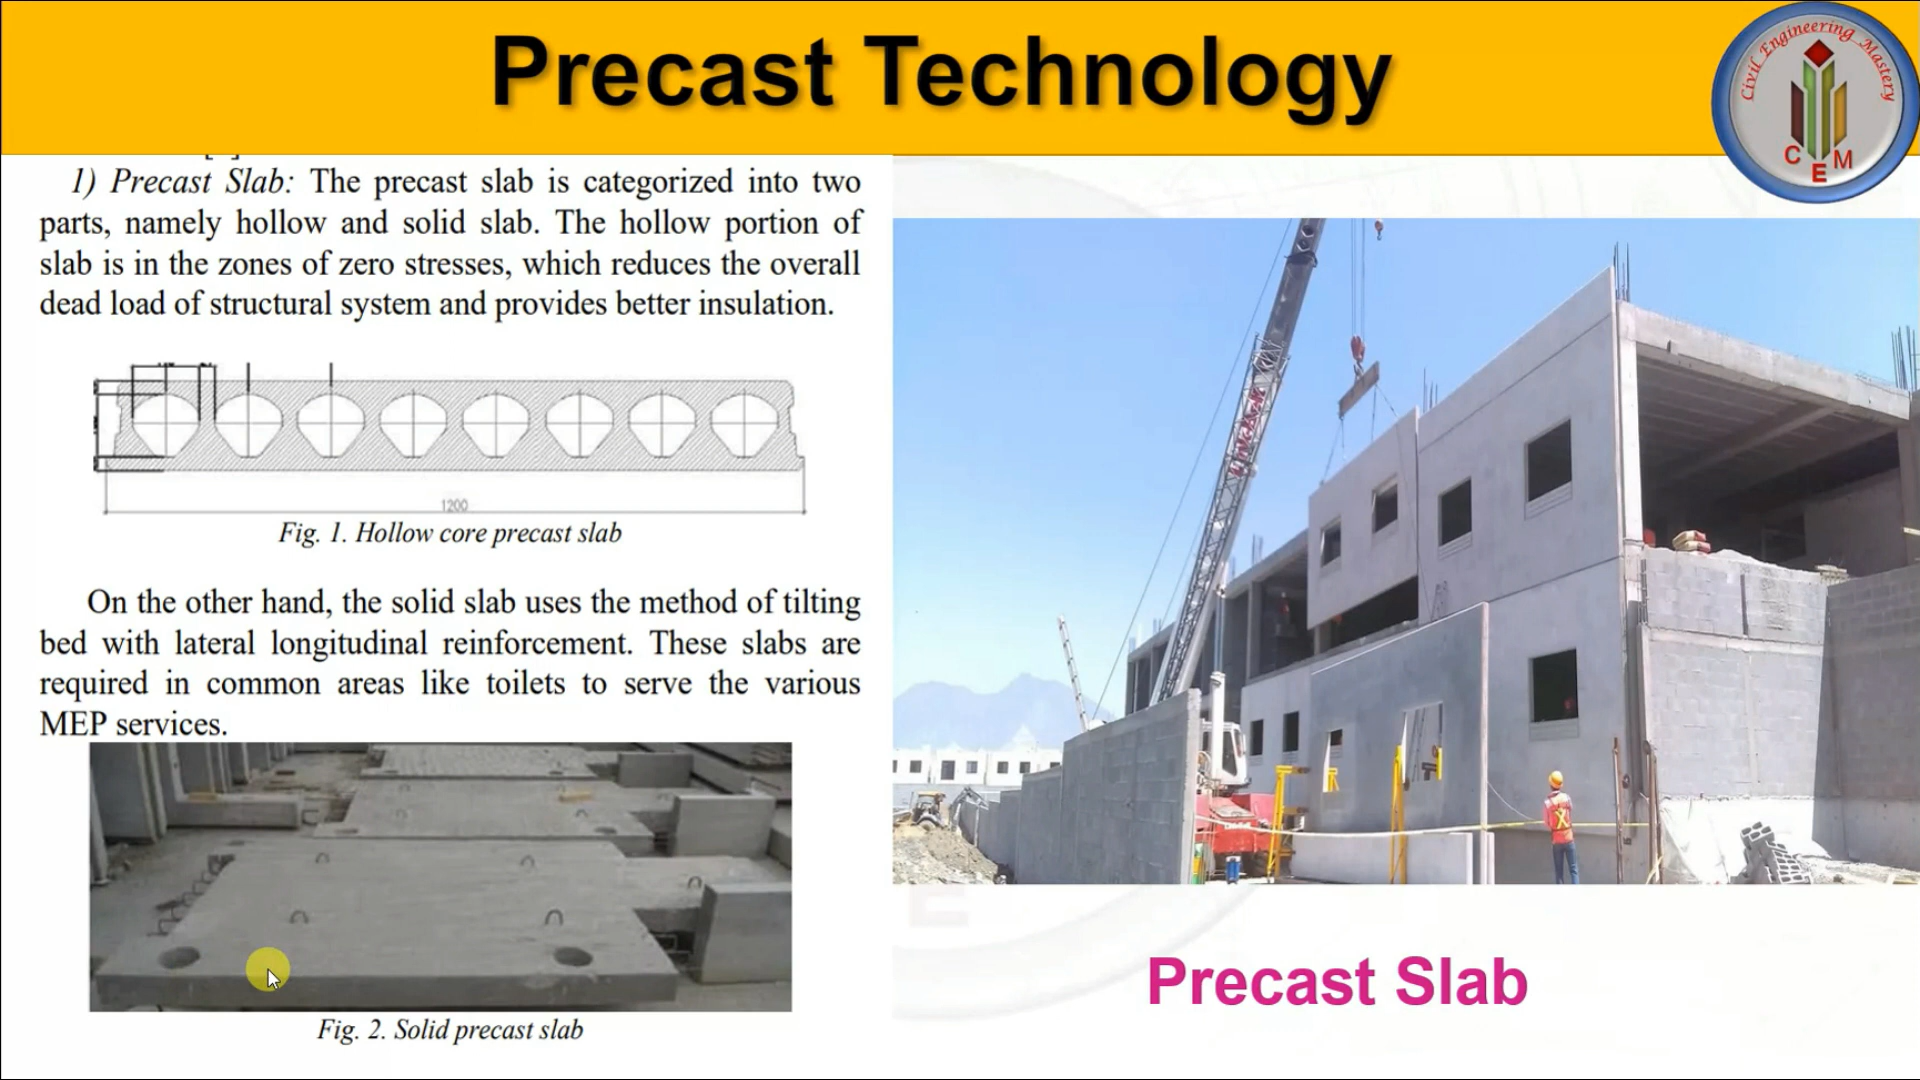 Precast Technology
Civil Engineering Mastery
C E M
1) Precast Slab: The precast slab is categorized into two
parts, namely hollow and solid slab. The hollow portion of
slab is in the zones of zero stresses, which reduces the overall
dead load of structural system and provides better insulation.
1200
Fig. 1. Hollow core precast slab
On the other hand, the solid slab uses the method of tilting
bed with lateral longitudinal reinforcement. These slabs are
required in common areas like toilets to serve the various
MEP services.
Fig. 2. Solid precast slab
Precast Slab